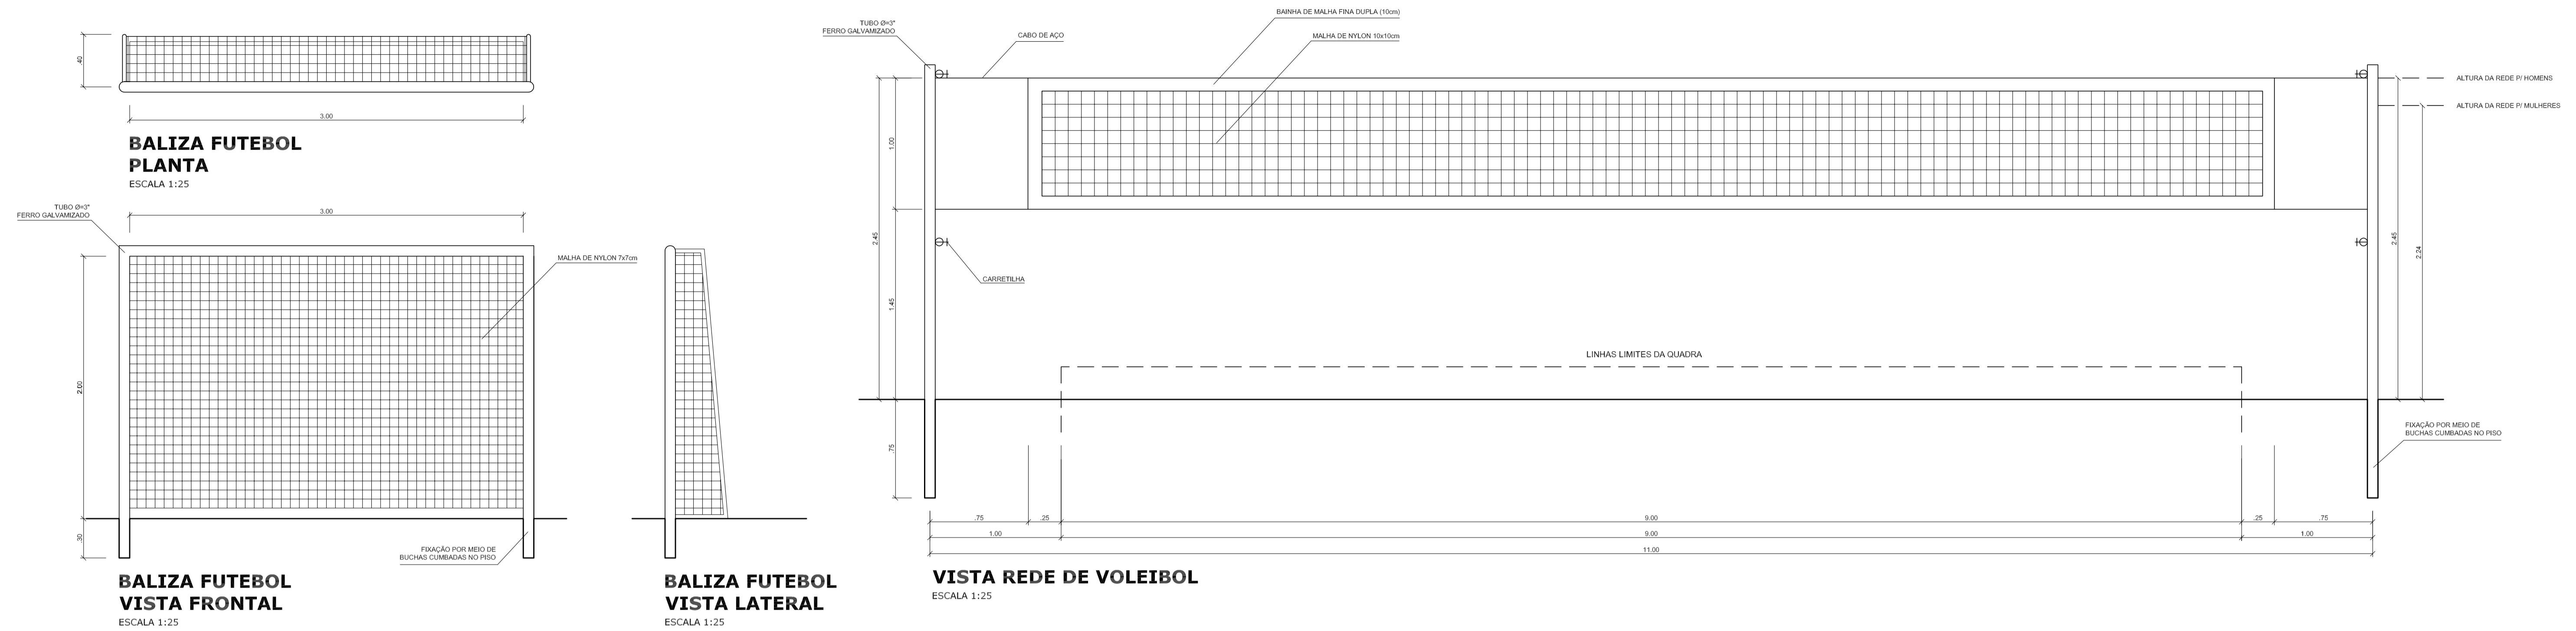 .40
3.00
BALIZA FUTEBOL
PLANTA
ESCALA 1:25
TUBO Ø=3"
FERRO GALVAMIZADO
3.00
MALHA DE NYLON 7x7cm
2.00
.30
FIXAÇÃO POR MEIO DE
BUCHAS CUMBADAS NO PISO
BALIZA FUTEBOL
VISTA FRONTAL
ESCALA 1:25
BALIZA FUTEBOL
VISTA LATERAL
ESCALA 1:25
TUBO Ø=3"
FERRO GALVAMIZADO
CABO DE AÇO
BAINHA DE MALHA FINA DUPLA (10cm)
MALHA DE NYLON 10x10cm
ALTURA DA REDE P/ HOMENS
ALTURA DA REDE P/ MULHERES
1.00
2.45
1.45
.75
CARRETILHA
2.45
2.24
LINHAS LIMITES DA QUADRA
FIXAÇÃO POR MEIO DE
BUCHAS CUMBADAS NO PISO
.75
.25
9.00
.25
.75
1.00
9.00
1.00
11.00
VISTA REDE DE VOLEIBOL
ESCALA 1:25